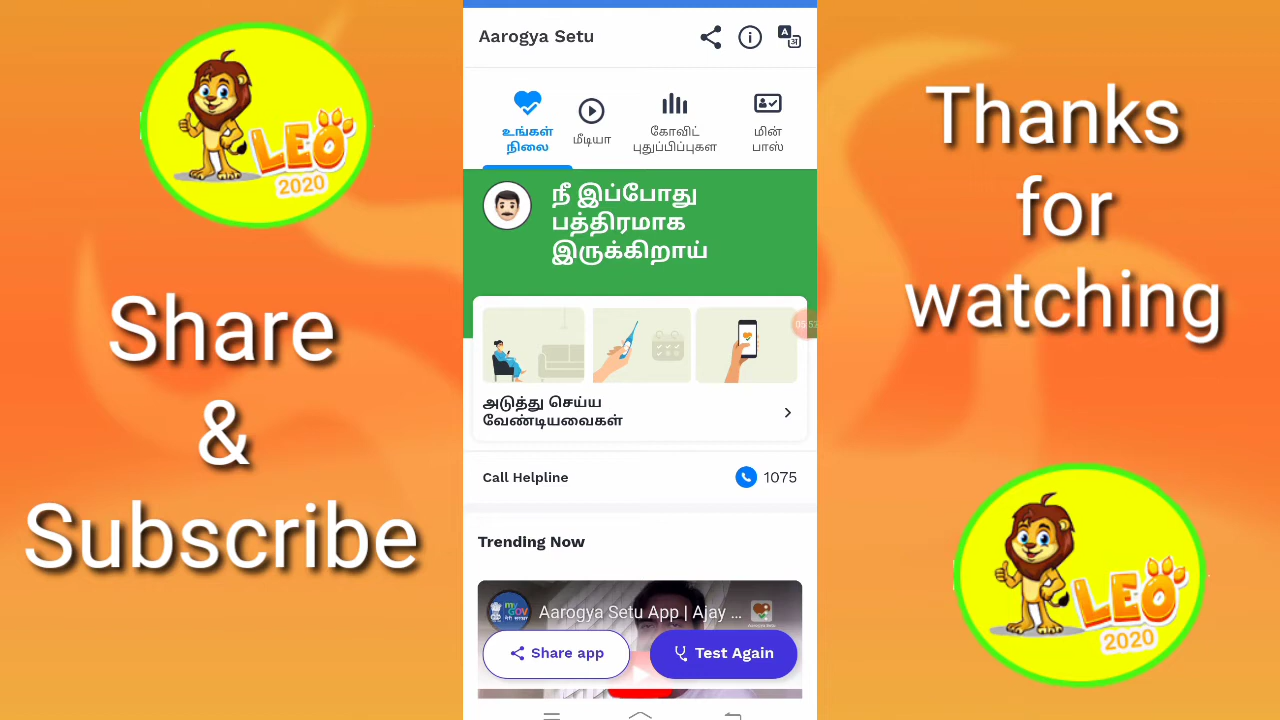 LEO
2020
Share
&
Subscribe
Aarogya Setu
உங்கள்
நிலை
மீடியா
கோவிட்
புதுப்பிப்புகள
மின்
பாஸ்
நீ இப்போது
பத்திரமாக
இருக்கிறாய்
அடுத்து செய்ய
வேண்டியவைகள்
Call Helpline 1075
Trending Now
Aarogya Setu App | Ajay ...
Share app
Test Again
Thanks
for
watching
LEO
2020